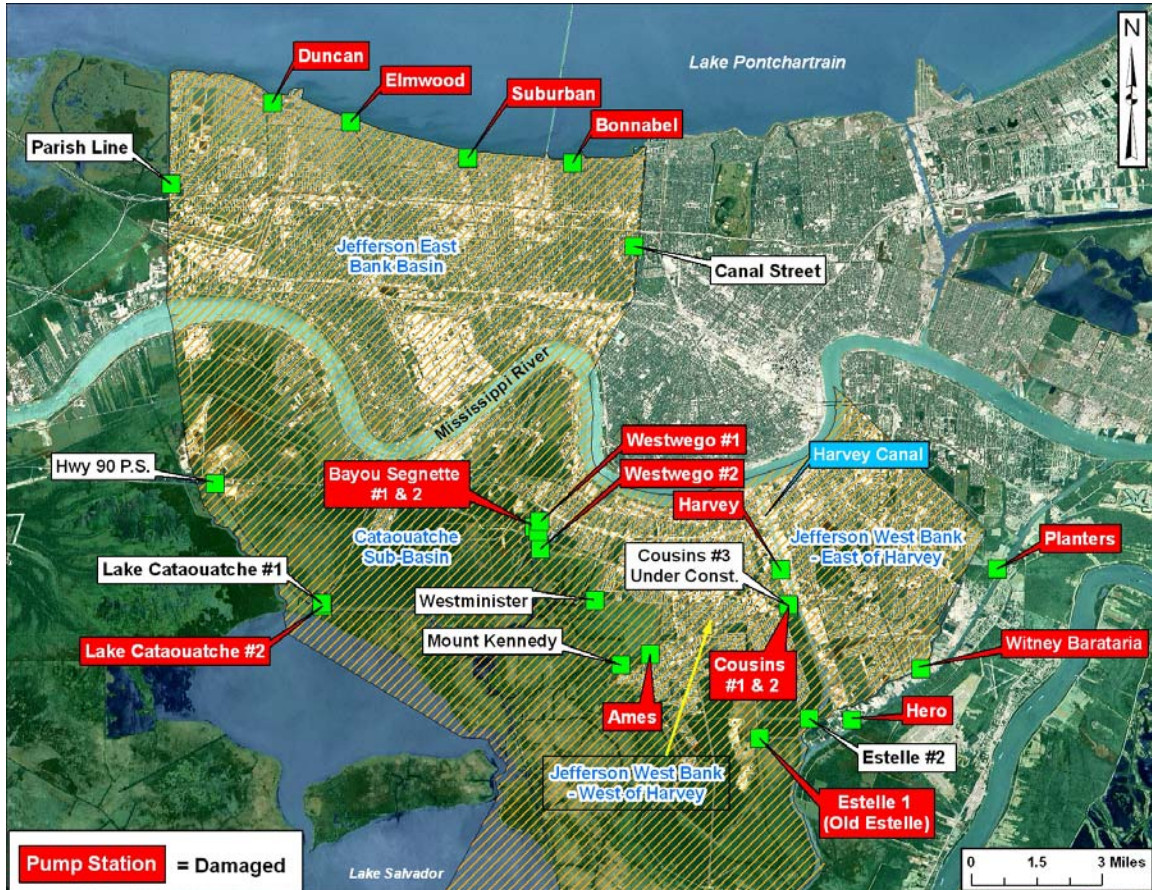 N
Duncan
Lake Pontchartrain
Elmwood
Suburban
Bonnabel
Parish Line
Jefferson East
Bank Basin
Canal Street
Mississippi River
Westwego #1
Harvey Canal
Hwy 90 P.S.
Bayou Segnette
#1 & 2
Westwego #2
Harvey
Cataouatche
Sub-Basin
Jefferson West Bank
- East of Harvey
Planters
Cousins #3
Under Const.
Lake Cataouatche #1
Westminister
Lake Cataouatche #2
Mount Kennedy
Witney Barataria
Cousins
#1 & 2
Ames
Hero
Estelle #2
Jefferson West Bank
- West of Harvey
Estelle 1
(Old Estelle)
Pump Station = Damaged
Lake Salvador
0 1.5 3 Miles